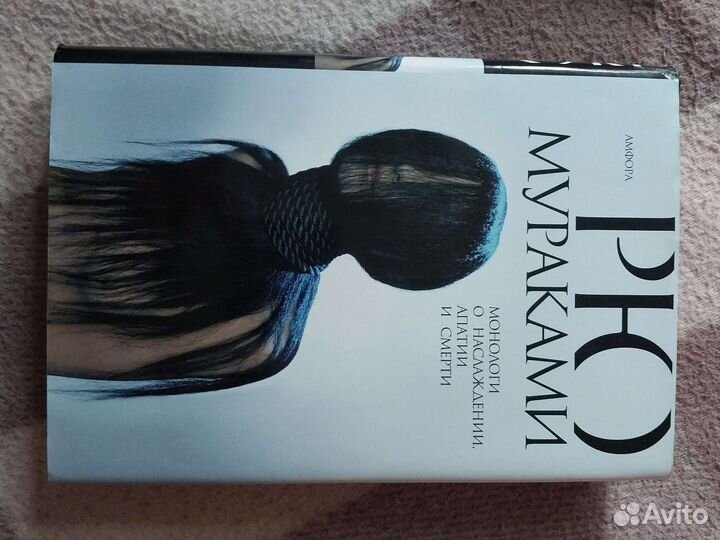 АМФОРА
РЮ
МУРАКАМИ
МОНОЛОГИ
О НАСЛАЖДЕНИИ,
АПАТИИ
И СМЕРТИ
Avito